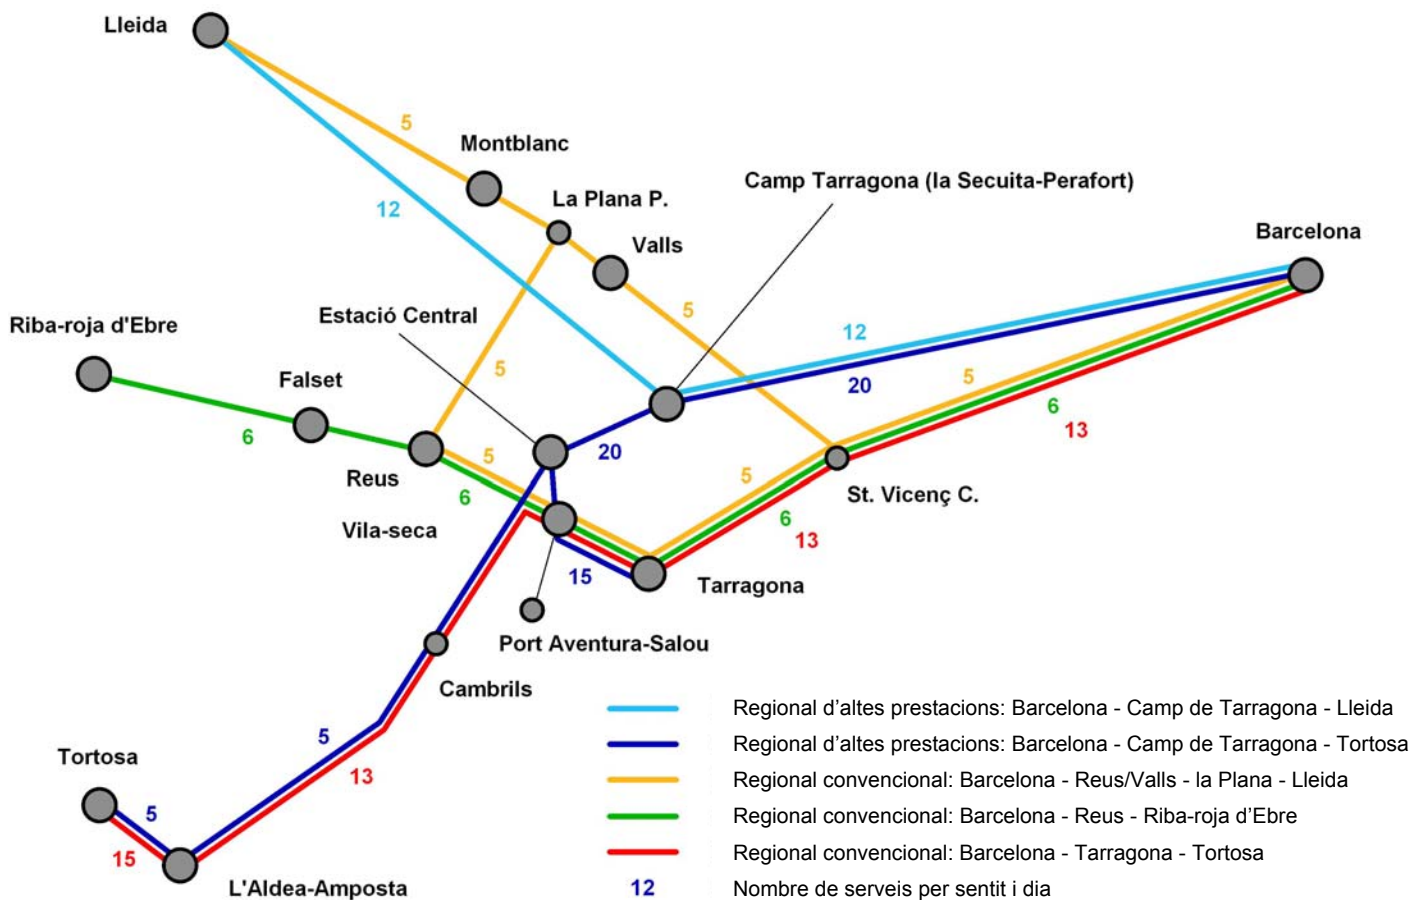 Lleida
5
Montblanc
Camp Tarragona (la Secuita-Perafort)
La Plana P.
12
Barcelona
Valls
5
Estació Central
Riba-roja d'Ebre
12
5
5
20
Falset
6
6
13
20
5
Reus
5
6
St. Vicenç C.
6
Vila-seca
13
15
Tarragona
Port Aventura-Salou
Cambrils
5
13
Tortosa
5
15
L'Aldea-Amposta
Regional d'altes prestacions: Barcelona - Camp de Tarragona - Lleida
Regional d'altes prestacions: Barcelona - Camp de Tarragona - Tortosa
Regional convencional: Barcelona - Reus/Valls - la Plana - Lleida
Regional convencional: Barcelona - Reus - Riba-roja d'Ebre
Regional convencional: Barcelona - Tarragona - Tortosa
12 Nombre de serveis per sentit i dia